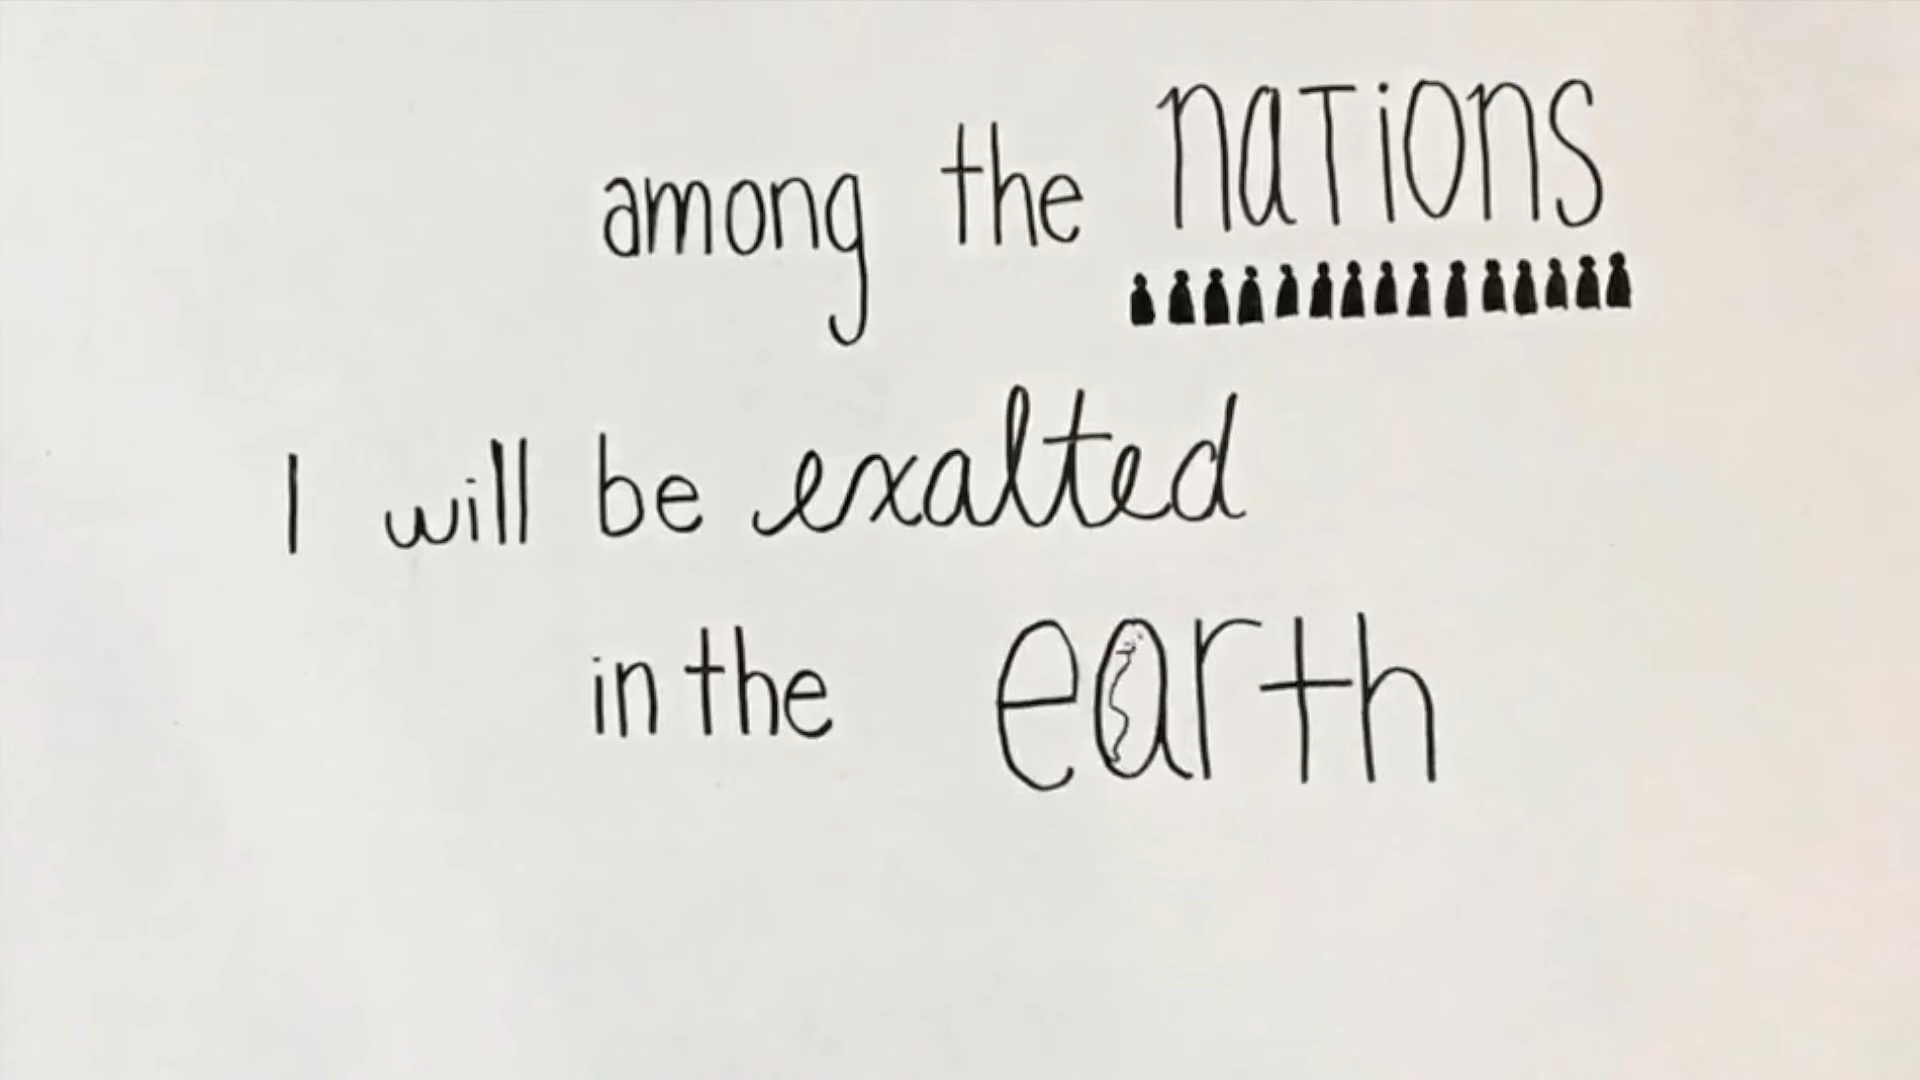 among the naTions
I will be exalted
in the earth